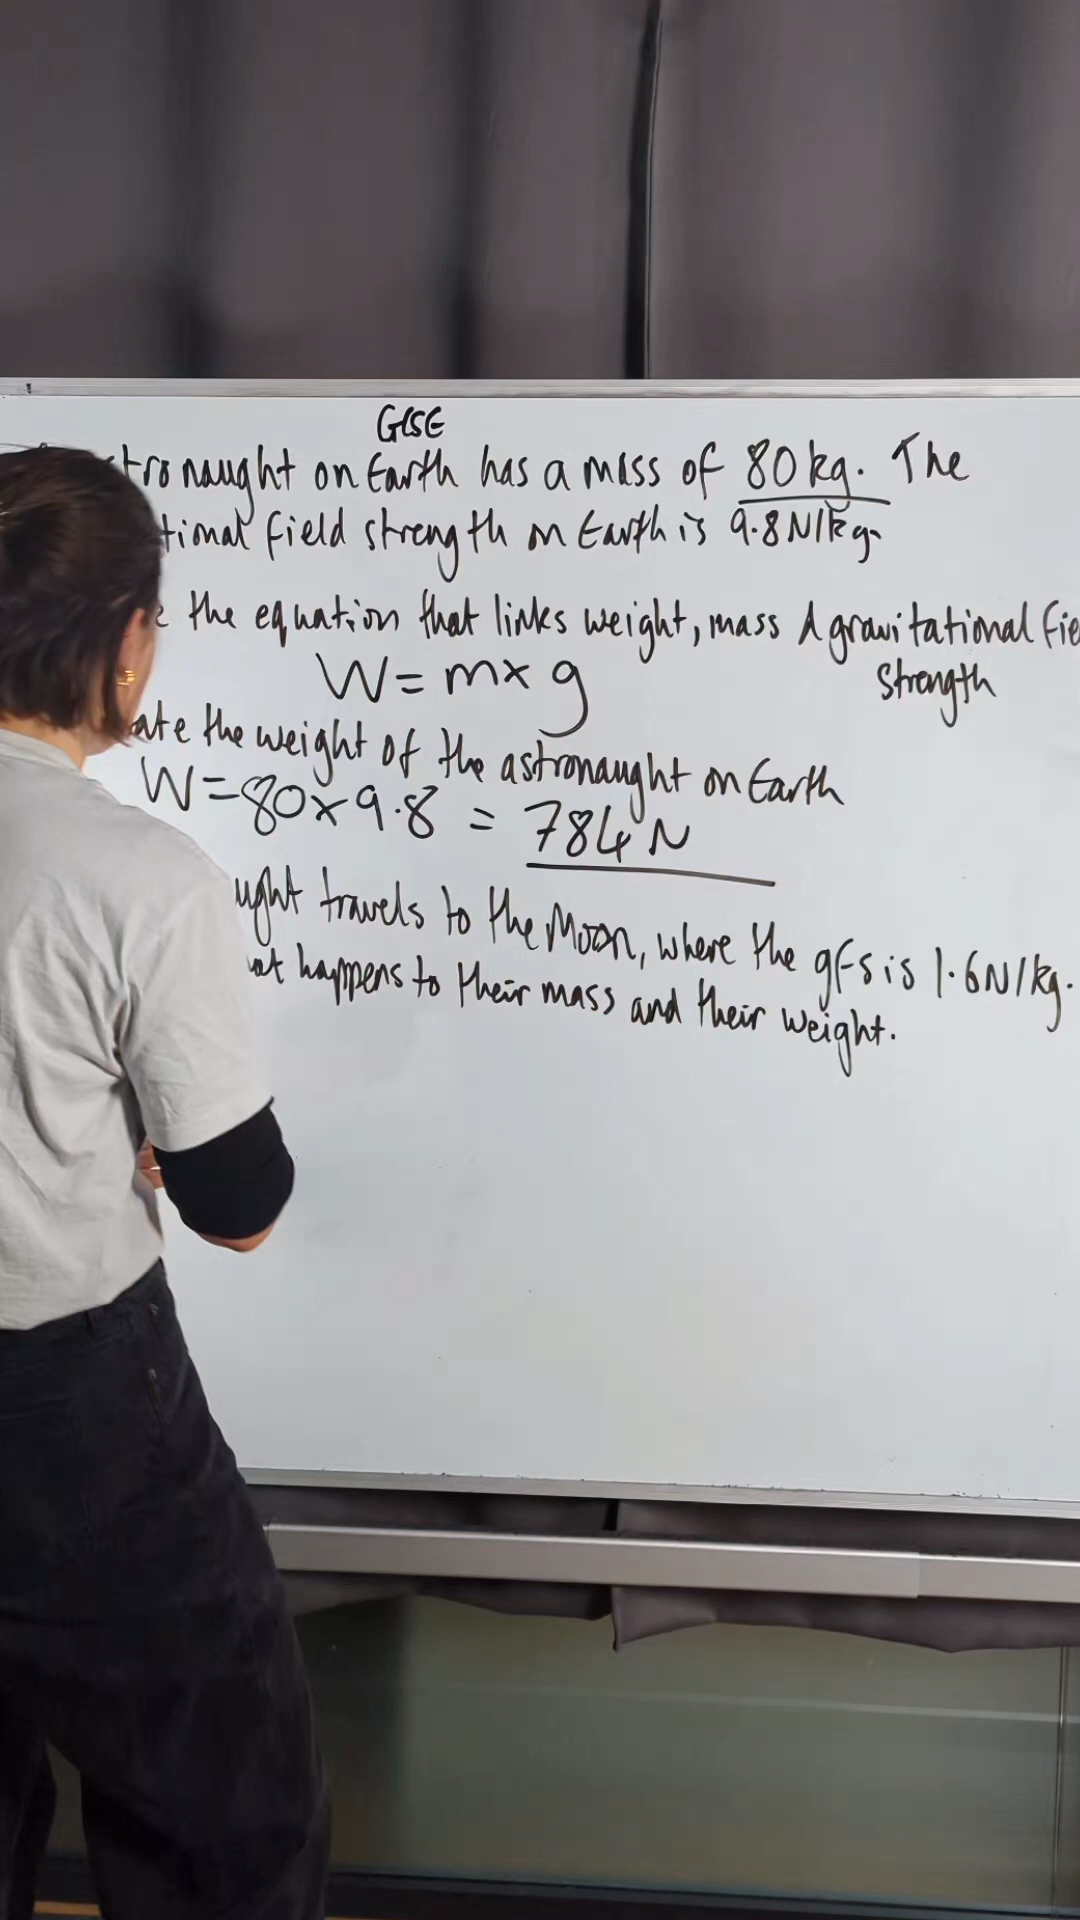 GCSE
tronaught on Earth has a mass of 80kg. The
tional field strength on Earth is 9.8N/kg.
e the equation that links weight, mass & gravitational fie
strength
W = m x g
ate the weight of the astronaught on Earth
W = 80 x 9.8 = 784 N
ught travels to the Moon, where the gfs is 1.6N/kg.
at happens to their mass and their weight.